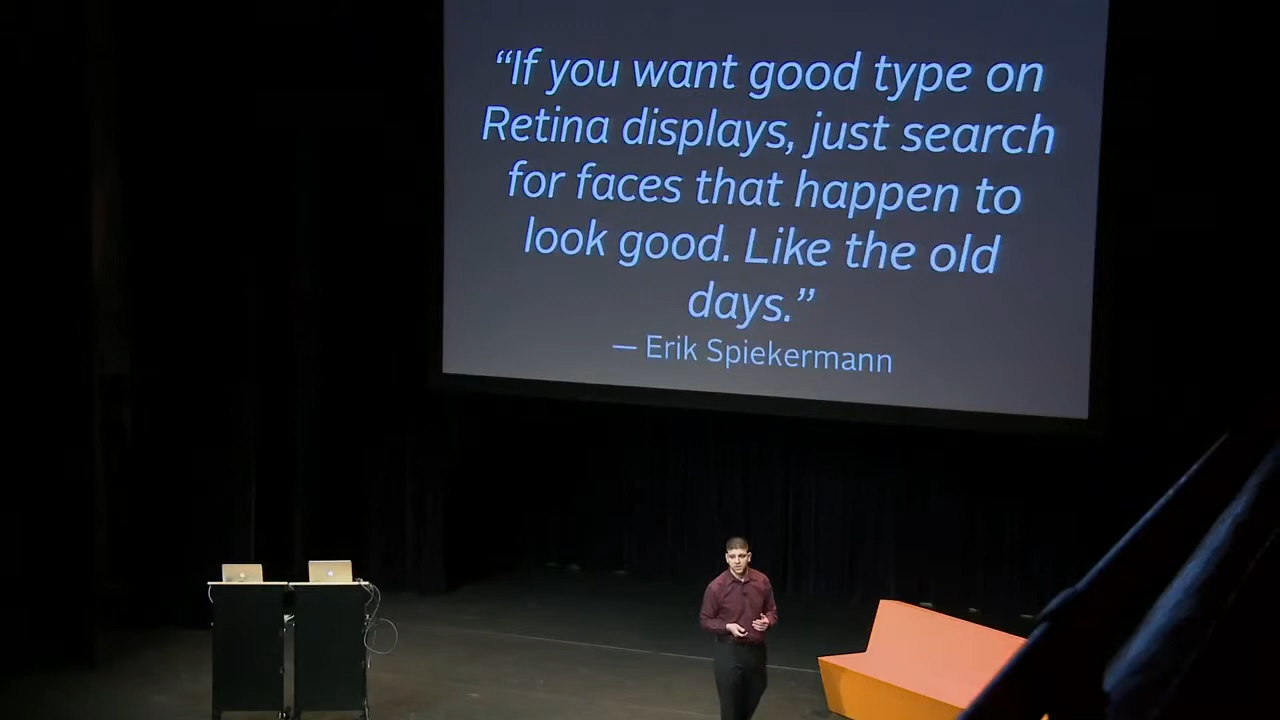 “If you want good type on
Retina displays, just search
for faces that happen to
look good. Like the old
days.”
— Erik Spiekermann